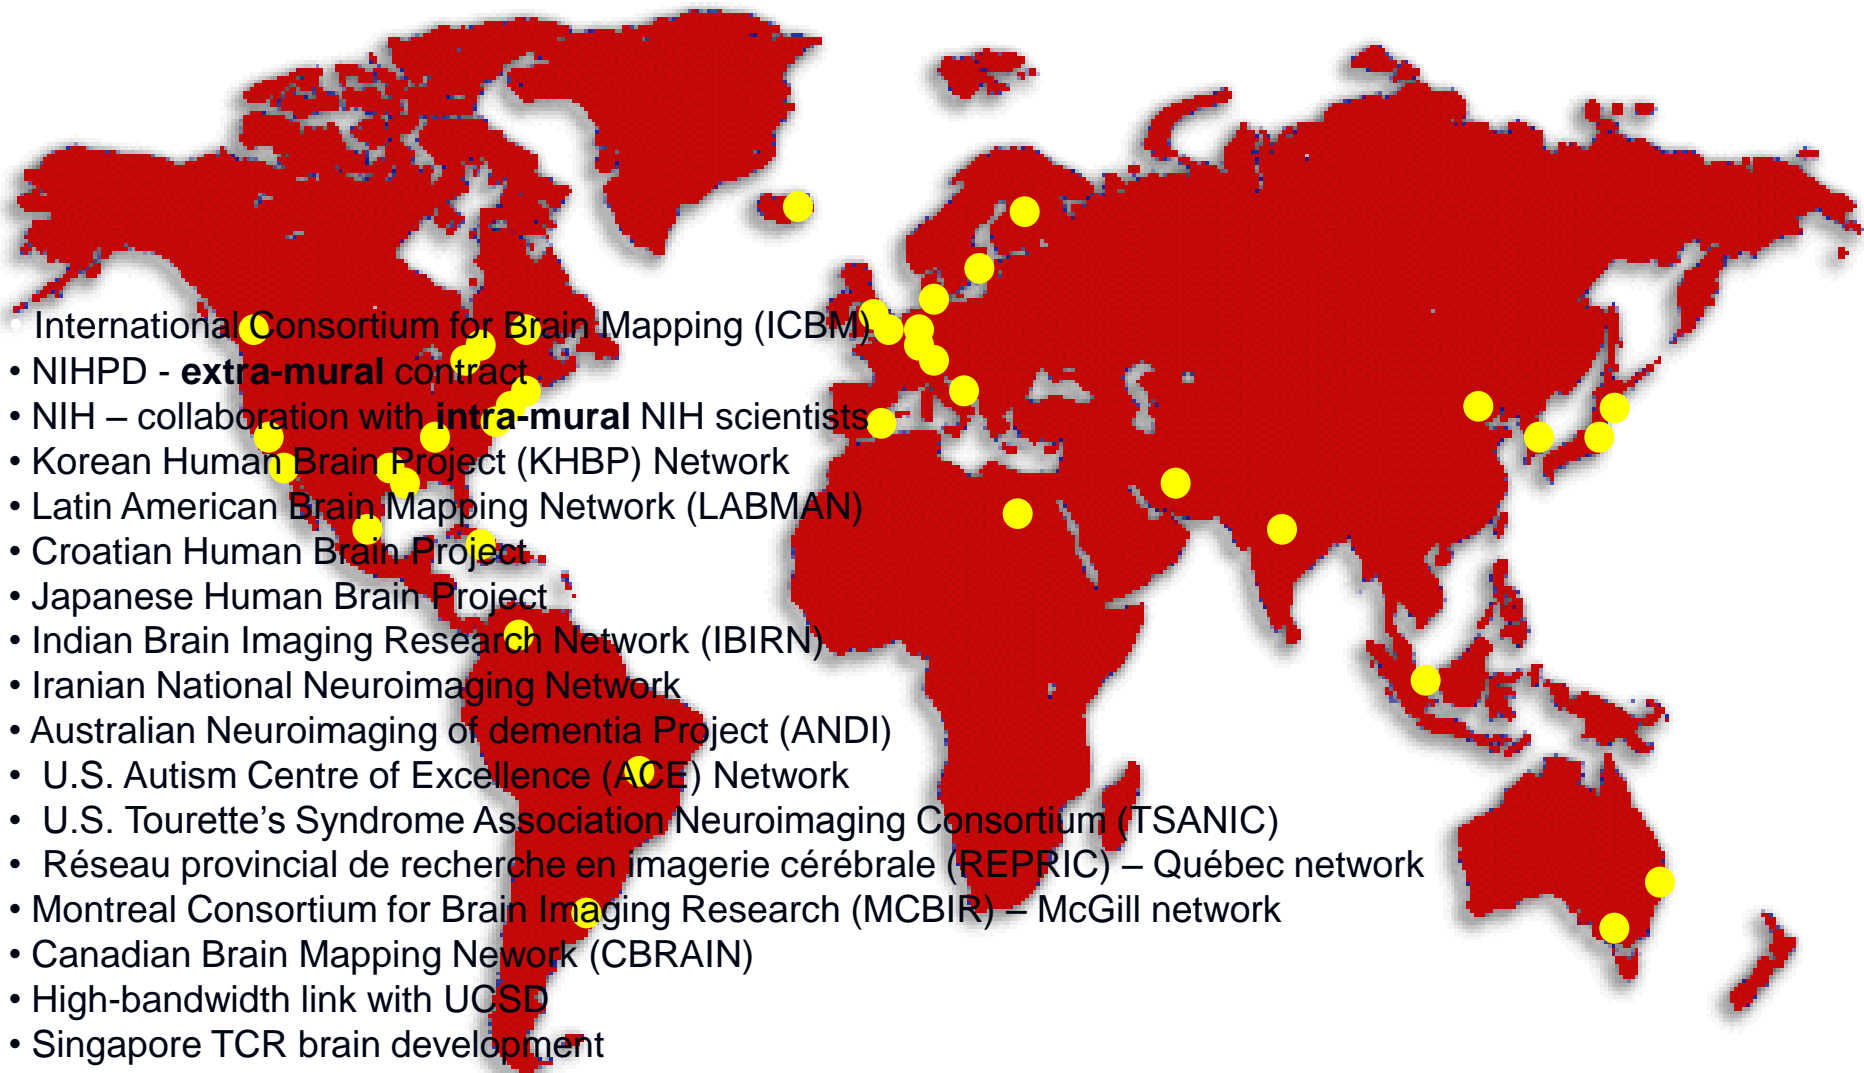 • International Consortium for Brain Mapping (ICBM)
• NIHPD - extra-mural contract
• NIH – collaboration with intra-mural NIH scientists
• Korean Human Brain Project (KHBP) Network
• Latin American Brain Mapping Network (LABMAN)
• Croatian Human Brain Project
• Japanese Human Brain Project
• Indian Brain Imaging Research Network (IBIRN)
• Iranian National Neuroimaging Network
• Australian Neuroimaging of dementia Project (ANDI)
• U.S. Autism Centre of Excellence (ACE) Network
• U.S. Tourette’s Syndrome Association Neuroimaging Consortium (TSANIC)
• Réseau provincial de recherche en imagerie cérébrale (REPRIC) – Québec network
• Montreal Consortium for Brain Imaging Research (MCBIR) – McGill network
• Canadian Brain Mapping Nework (CBRAIN)
• High-bandwidth link with UCSD
• Singapore TCR brain development